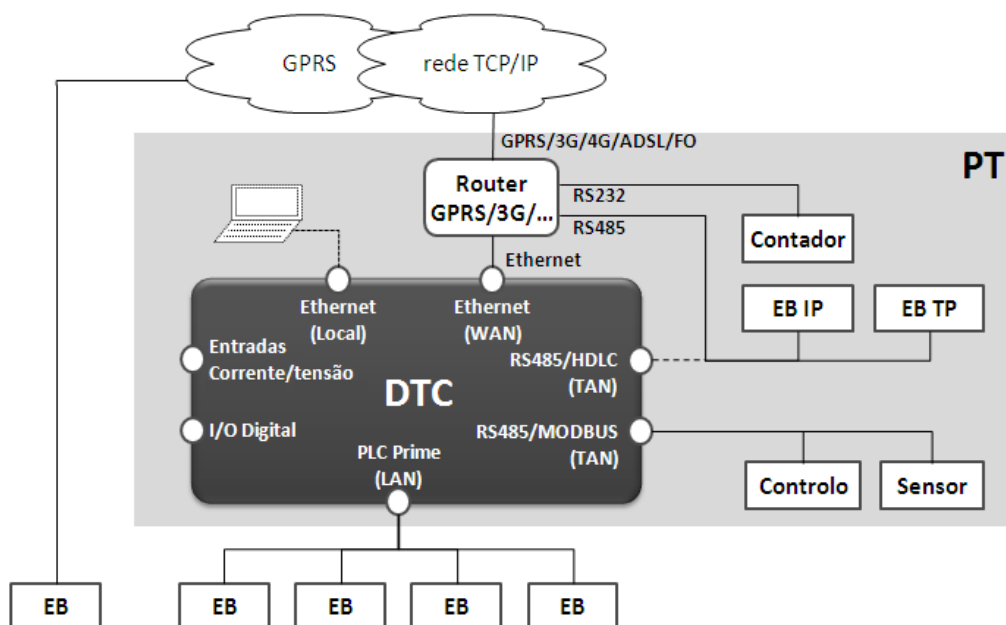 GPRS
rede TCP/IP
GPRS/3G/4G/ADSL/FO
PT
Router
GPRS/3G/...
RS232
RS485
Contador
Ethernet
Ethernet
(Local)
Ethernet
(WAN)
EB IP
EB TP
Entradas
Corrente/tensão
RS485/HDLC
(TAN)
DTC
I/O Digital
RS485/MODBUS
(TAN)
PLC Prime
(LAN)
Controlo
Sensor
EB
EB
EB
EB
EB